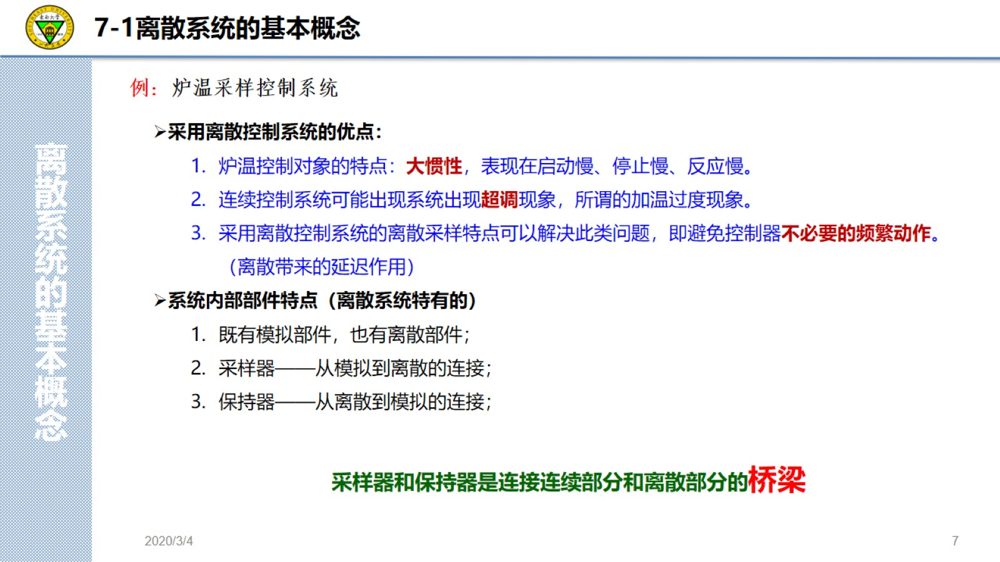 7-1离散系统的基本概念
离散系统的基本概念
例：炉温采样控制系统
➢采用离散控制系统的优点：
1. 炉温控制对象的特点：大惯性，表现在启动慢、停止慢、反应慢。
2. 连续控制系统可能出现系统出现超调现象，所谓的加温过度现象。
3. 采用离散控制系统的离散采样特点可以解决此类问题，即避免控制器不必要的频繁动作。
（离散带来的延迟作用）
➢系统内部部件特点（离散系统特有的）
1. 既有模拟部件，也有离散部件；
2. 采样器——从模拟到离散的连接；
3. 保持器——从离散到模拟的连接；
采样器和保持器是连接连续部分和离散部分的桥梁
2020/3/4
7